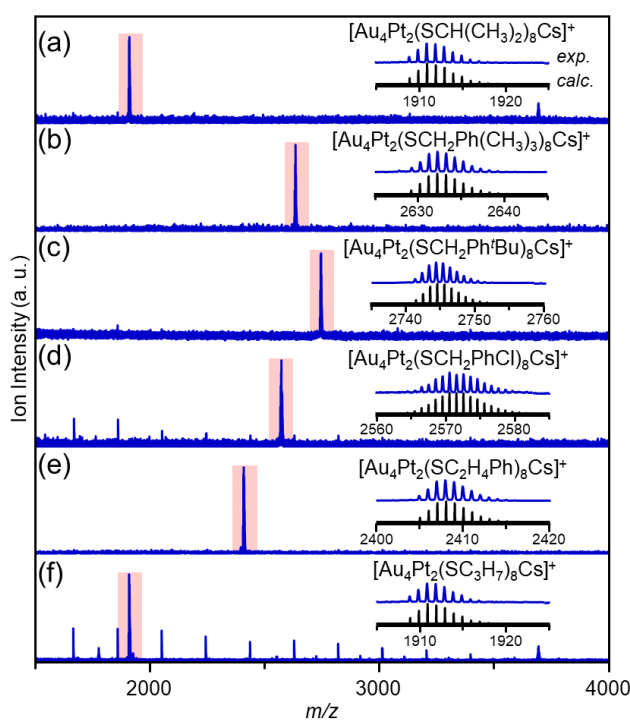 (a) [Au₄Pt₂(SCH(CH₃)₂)₈Cs]⁺
exp.
calc.
1910 1920
(b) [Au₄Pt₂(SCH₂Ph(CH₃)₃)₈Cs]⁺
2630 2640
(c) [Au₄Pt₂(SCH₂PhᵗBu)₈Cs]⁺
2740 2750 2760
(d) [Au₄Pt₂(SCH₂PhCl)₈Cs]⁺
2560 2570 2580
(e) [Au₄Pt₂(SC₂H₄Ph)₈Cs]⁺
2400 2410 2420
(f) [Au₄Pt₂(SC₃H₇)₈Cs]⁺
1910 1920
Ion Intensity (a. u.)
2000 3000 4000
m/z